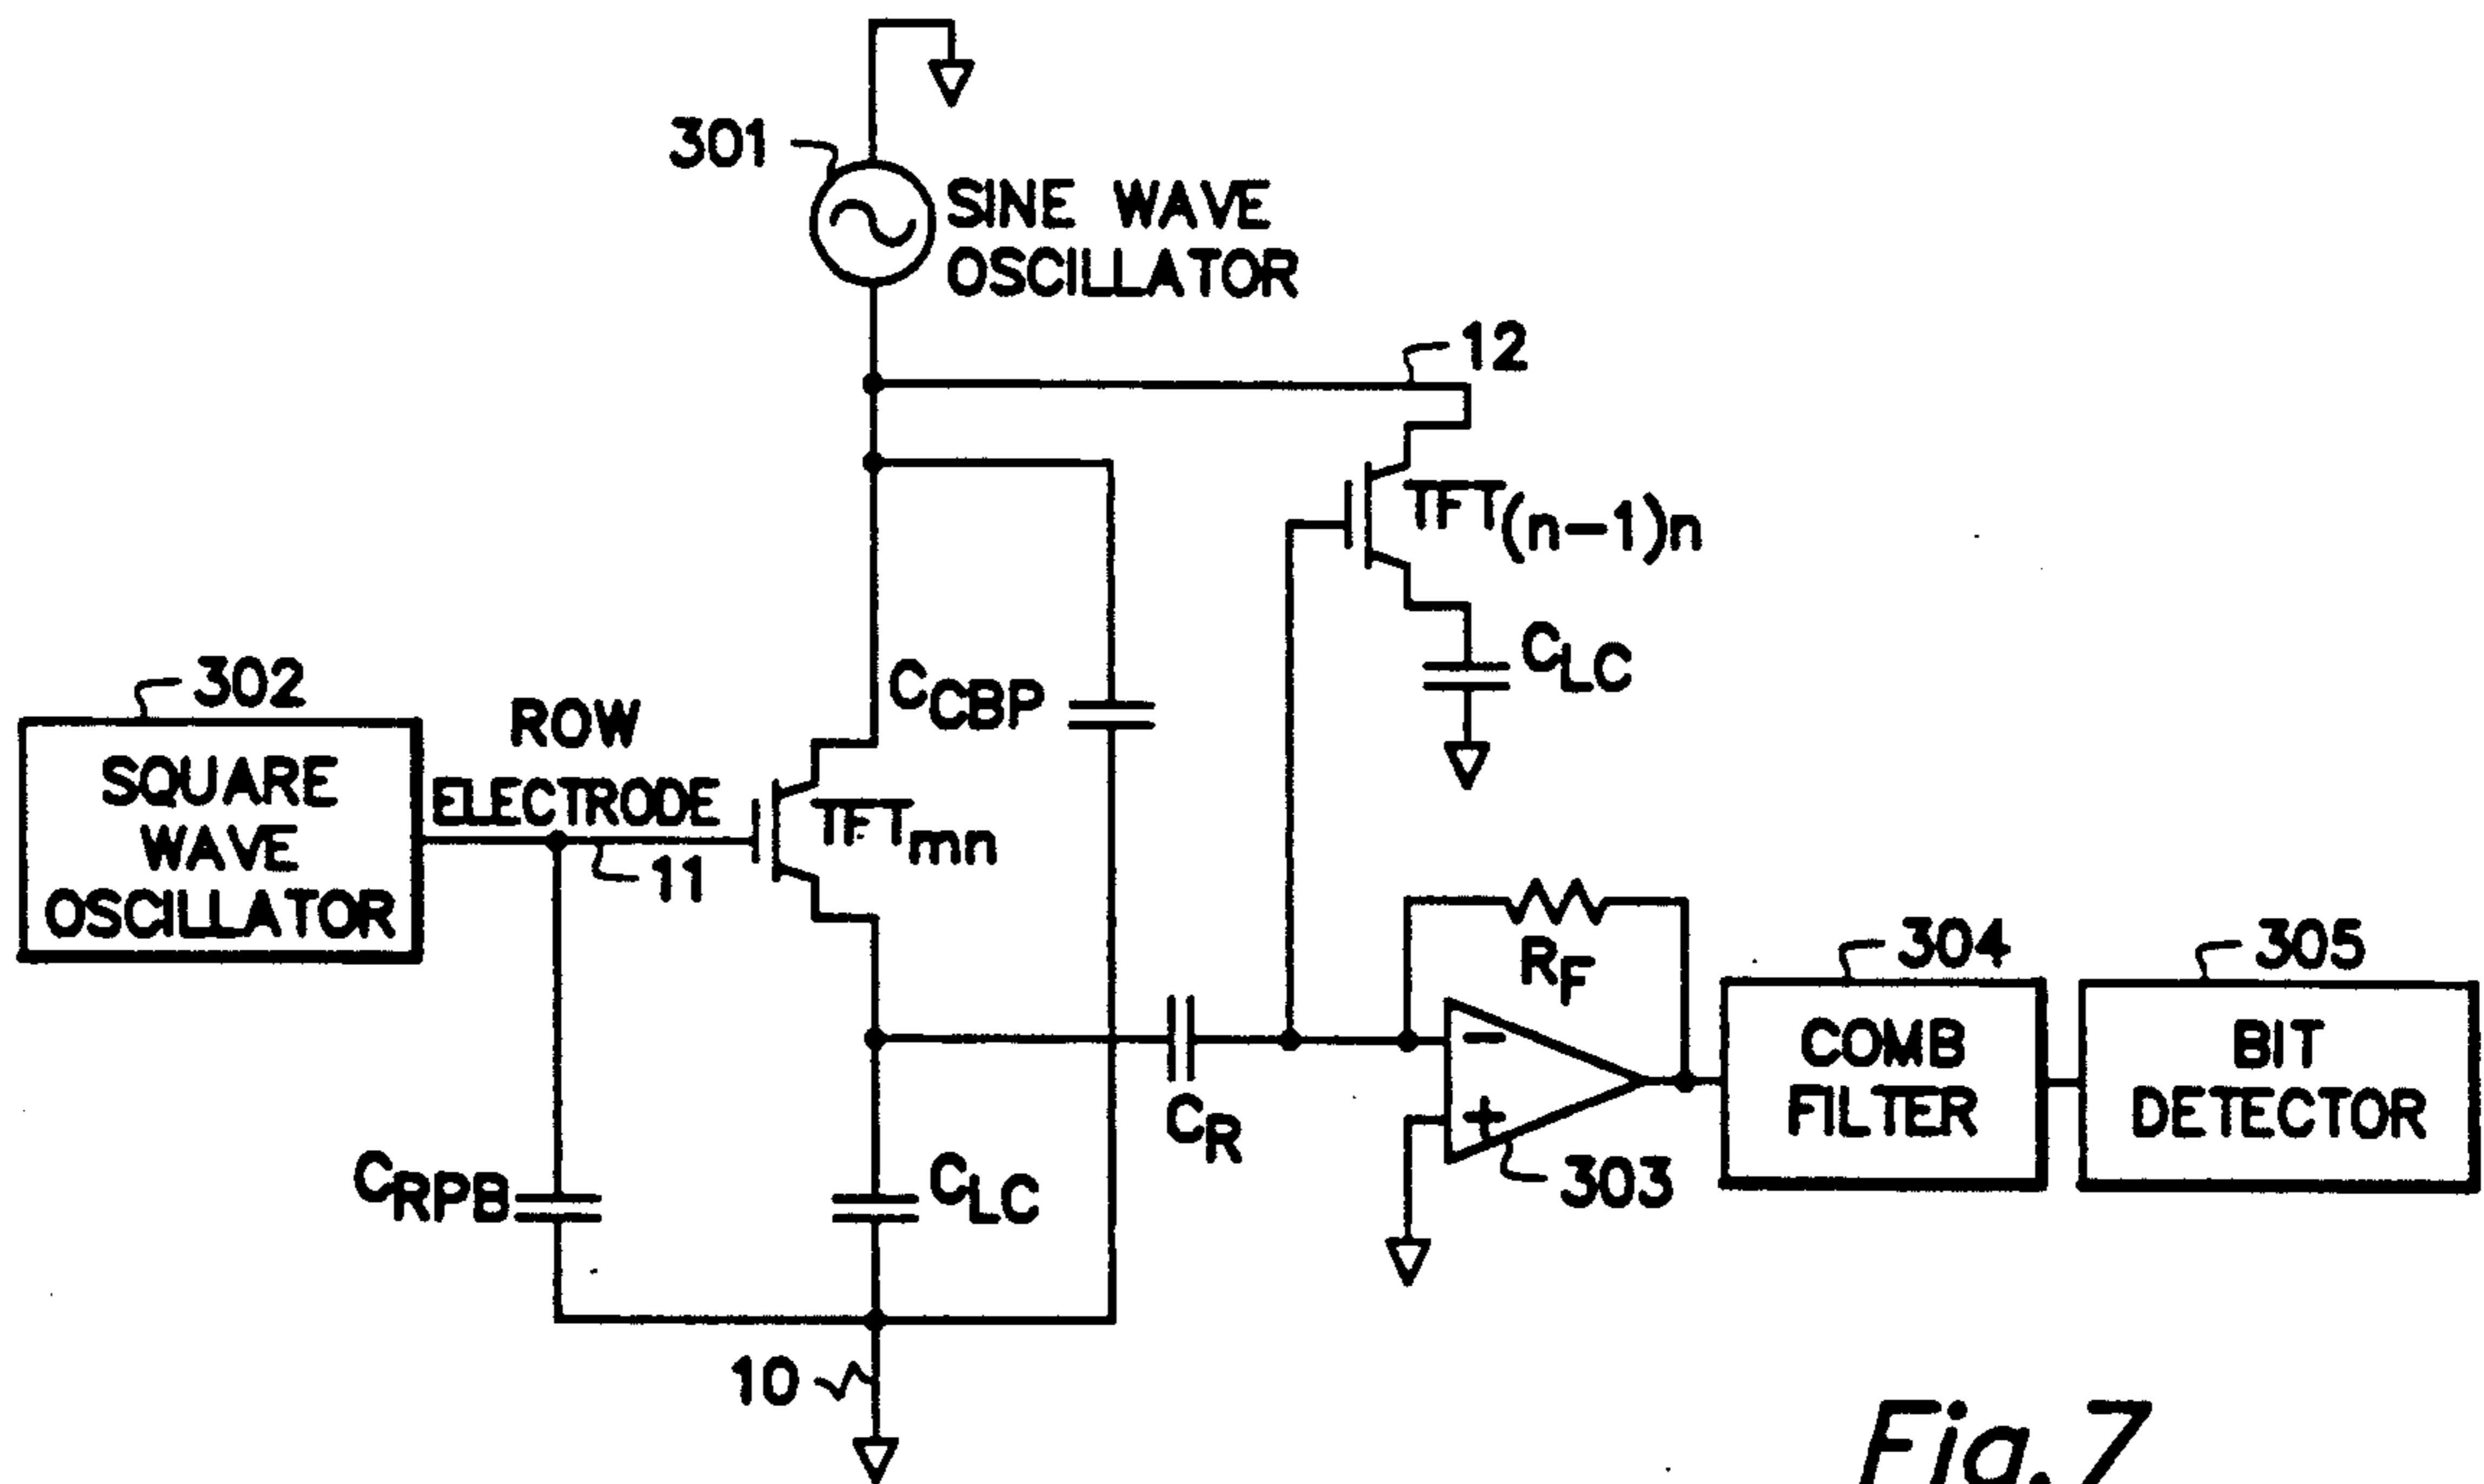 301
SINE WAVE
OSCILLATOR
12
TFT(n-1)n
CLC
302
SQUARE
WAVE
OSCILLATOR
ROW
ELECTRODE
11
CCBP
TFTmn
RF
304
305
COMB
FILTER
BIT
DETECTOR
-
+
303
CR
CRPB
CLC
10
Fig. 7